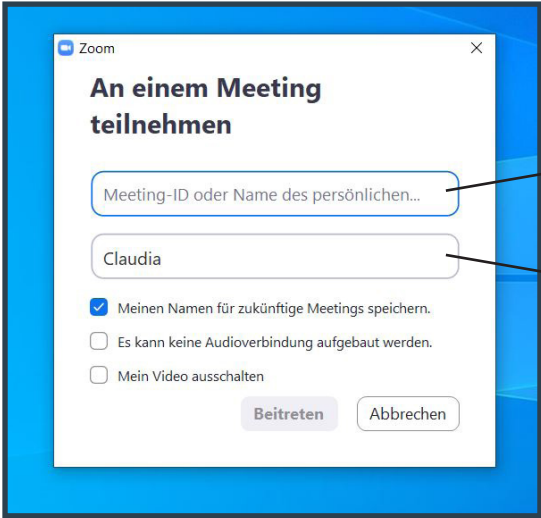 Zoom
An einem Meeting
teilnehmen
Meeting-ID oder Name des persönlichen...
Claudia
Meinen Namen für zukünftige Meetings speichern.
Es kann keine Audioverbindung aufgebaut werden.
Mein Video ausschalten
Beitreten Abbrechen